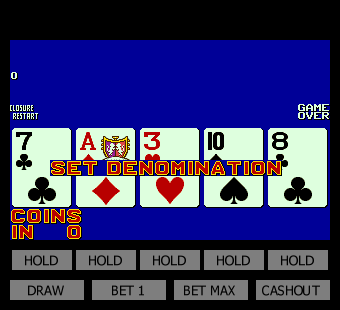 0
CLOSURE
RESTART
GAME
OVER
7 A 3 10 8
SET DENOMINATION
COINS
IN 0
HOLD HOLD HOLD HOLD HOLD
DRAW BET 1 BET MAX CASHOUT